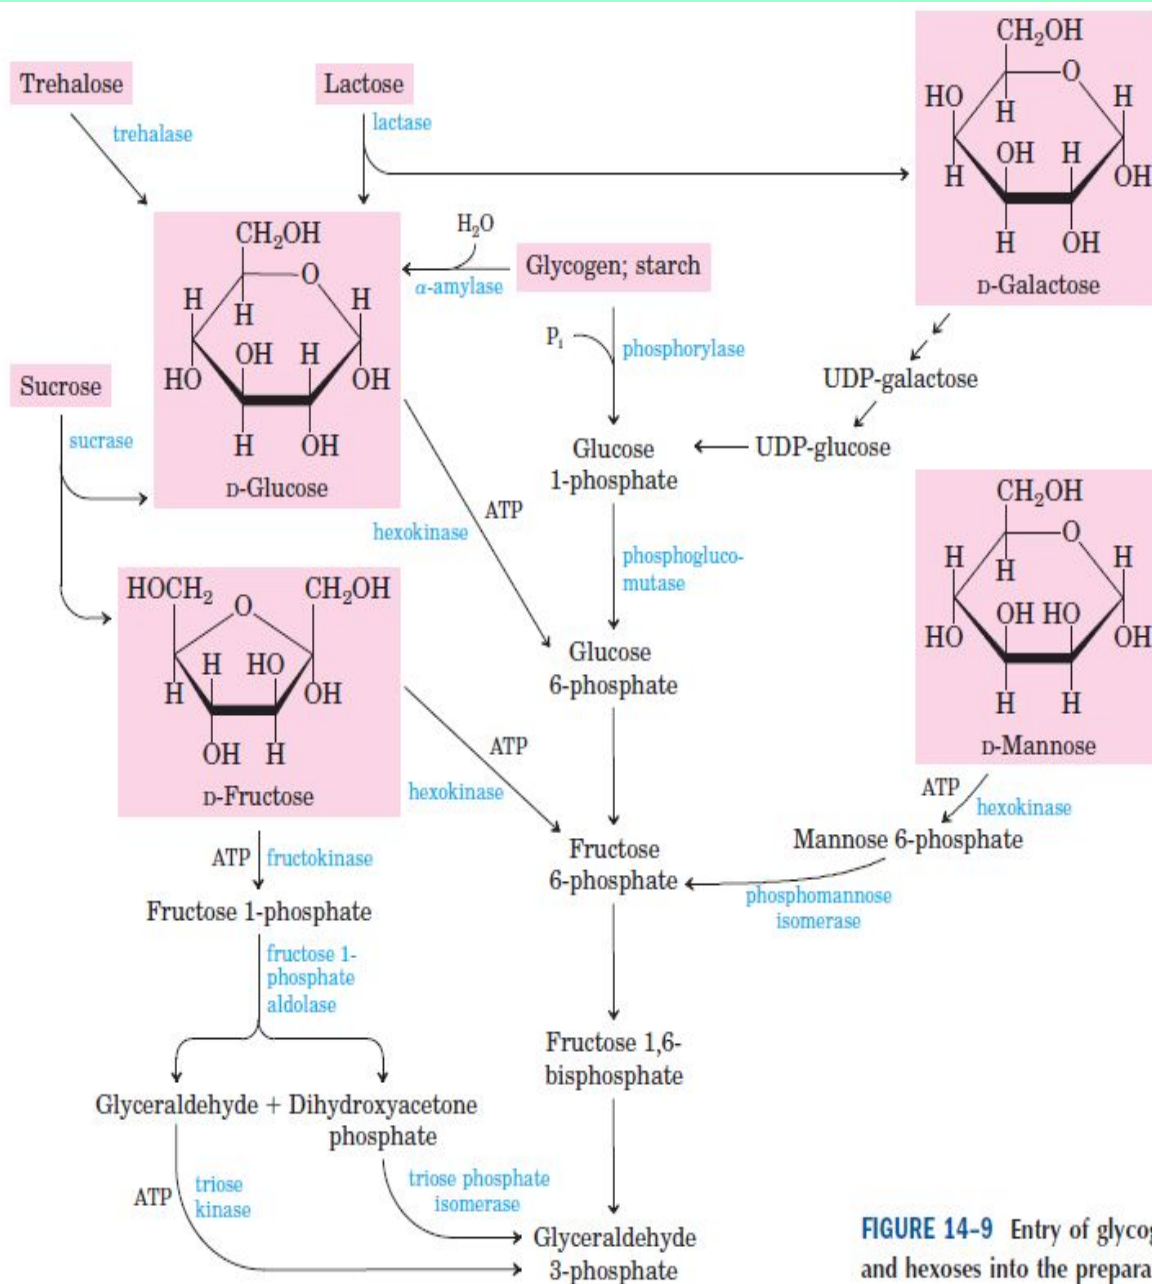 Trehalose
trehalase
Lactose
lactase
CH₂OH
O
HO
H
H
OH
H
H
OH
H
OH
D-Galactose
CH₂OH
O
H
H
H
OH
H
HO
OH
H
OH
D-Glucose
H₂O
α-amylase
Glycogen; starch
Pᵢ
phosphorylase
UDP-galactose
UDP-glucose
Glucose
1-phosphate
Sucrose
sucrase
hexokinase
ATP
phosphogluco-
mutase
CH₂OH
O
H
H
H
OH
HO
HO
OH
H
H
D-Mannose
HOCH₂
CH₂OH
O
H
HO
H
OH
OH
H
D-Fructose
Glucose
6-phosphate
ATP
hexokinase
ATP
hexokinase
Mannose 6-phosphate
phosphomannose
isomerase
Fructose
6-phosphate
ATP
fructokinase
Fructose 1-phosphate
fructose 1-
phosphate
aldolase
Fructose 1,6-
bisphosphate
Glyceraldehyde + Dihydroxyacetone
phosphate
ATP
triose
kinase
triose phosphate
isomerase
Glyceraldehyde
3-phosphate
FIGURE 14–9 Entry of glycog
and hexoses into the prepara